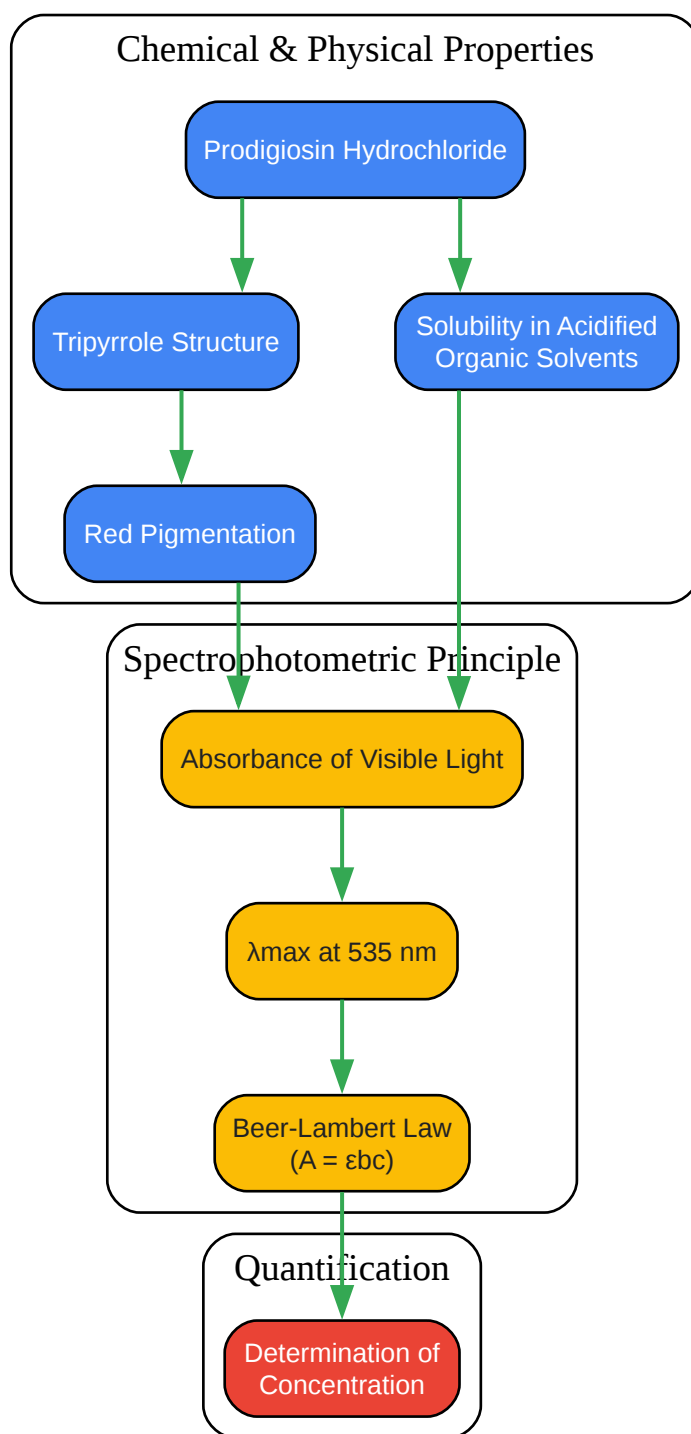 Chemical & Physical Properties
Prodigiosin Hydrochloride
Tripyrrole Structure
Solubility in Acidified
Organic Solvents
Red Pigmentation
Spectrophotometric Principle
Absorbance of Visible Light
λmax at 535 nm
Beer-Lambert Law
(A = εbc)
Quantification
Determination of
Concentration